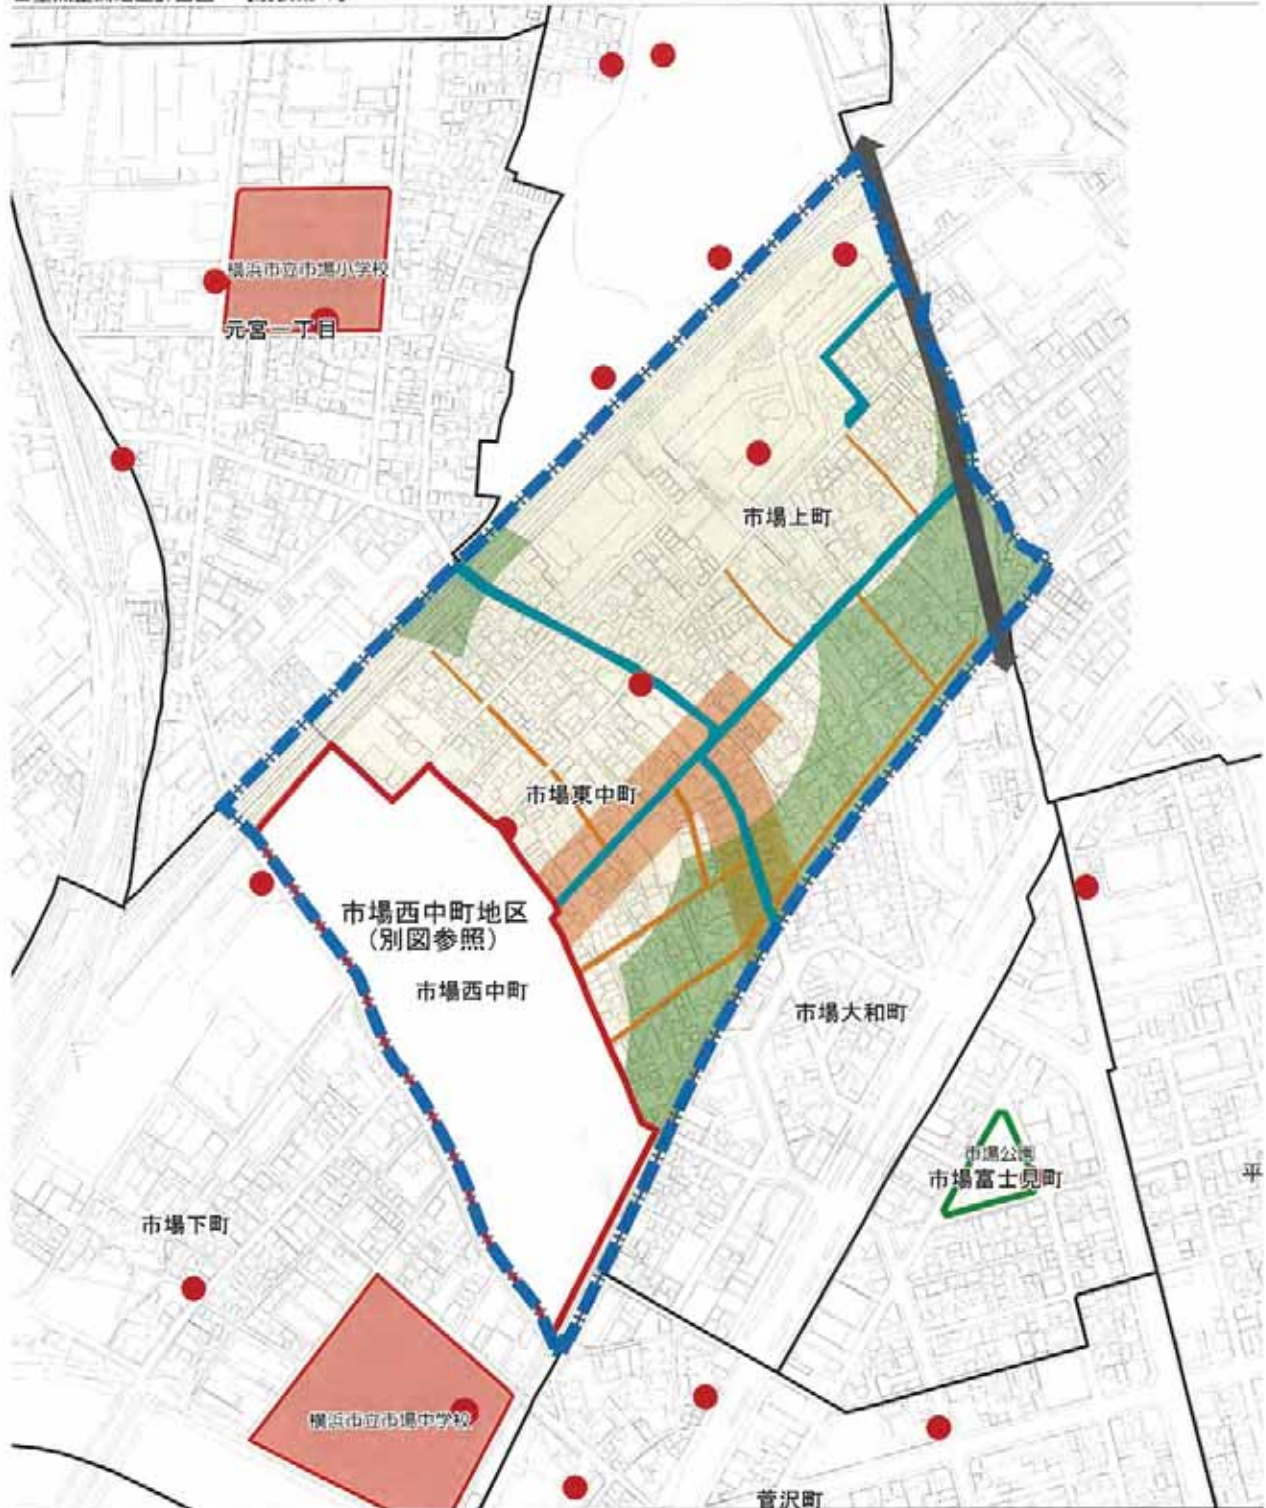 横浜市立市場小学校
元宮一丁目
市場上町
市場東中町
市場西中町地区
(別図参照)
市場西中町
市場大和町
市場公園
市場富士見町
平
市場下町
横浜市立市場中学校
菅沢町